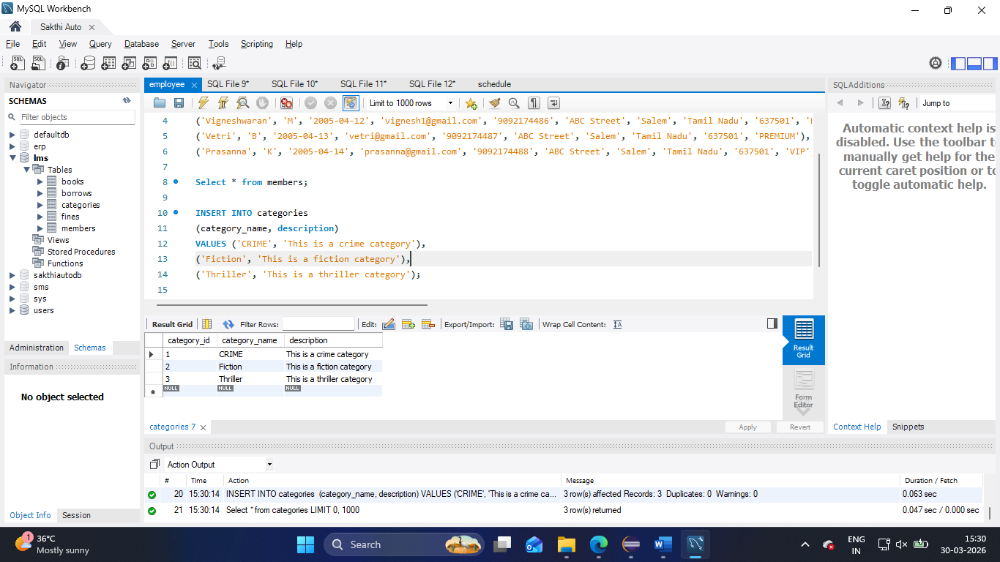 MySQL Workbench
Sakthi Auto
File Edit View Query Database Server Tools Scripting Help
Navigator
SCHEMAS
Filter objects
defaultdb
erp
lms
Tables
books
borrows
categories
fines
members
Views
Stored Procedures
Functions
sakthiautodb
sms
sys
users
Administration Schemas
Information
No object selected
Object Info Session
employee SQL File 9* SQL File 10* SQL File 11* SQL File 12* schedule
Limit to 1000 rows
4 ('Vigneshwaran', 'M', '2005-04-12', 'vignesh1@gmail.com', '9092174486', 'ABC Street', 'Salem', 'Tamil Nadu', '637501', '
5 ('Vetri', 'B', '2005-04-13', 'vetri@gmail.com', '9092174487', 'ABC Street', 'Salem', 'Tamil Nadu', '637501', 'PREMIUM'),
6 ('Prasanna', 'K', '2005-04-14', 'prasanna@gmail.com', '9092174488', 'ABC Street', 'Salem', 'Tamil Nadu', '637501', 'VIP'
7
8 Select * from members;
9
10 INSERT INTO categories
11 (category_name, description)
12 VALUES ('CRIME', 'This is a crime category'),
13 ('Fiction', 'This is a fiction category'),
14 ('Thriller', 'This is a thriller category');
15
Result Grid Filter Rows: Edit: Export/Import: Wrap Cell Content:
category_id category_name description
1 CRIME This is a crime category
2 Fiction This is a fiction category
3 Thriller This is a thriller category
NULL NULL NULL
Result
Grid
Form
Editor
categories 7 Apply Revert
SQLAdditions
Jump to
Automatic context help is
disabled. Use the toolbar t
manually get help for the
current caret position or to
toggle automatic help.
Context Help Snippets
Output
Action Output
# Time Action Message Duration / Fetch
20 15:30:14 INSERT INTO categories (category_name, description) VALUES ('CRIME', 'This is a crime ca... 3 row(s) affected Records: 3 Duplicates: 0 Warnings: 0 0.063 sec
21 15:30:14 Select * from categories LIMIT 0, 1000 3 row(s) returned 0.047 sec / 0.000 sec
1
36°C
Mostly sunny
Search
ENG
IN
15:30
30-03-2026